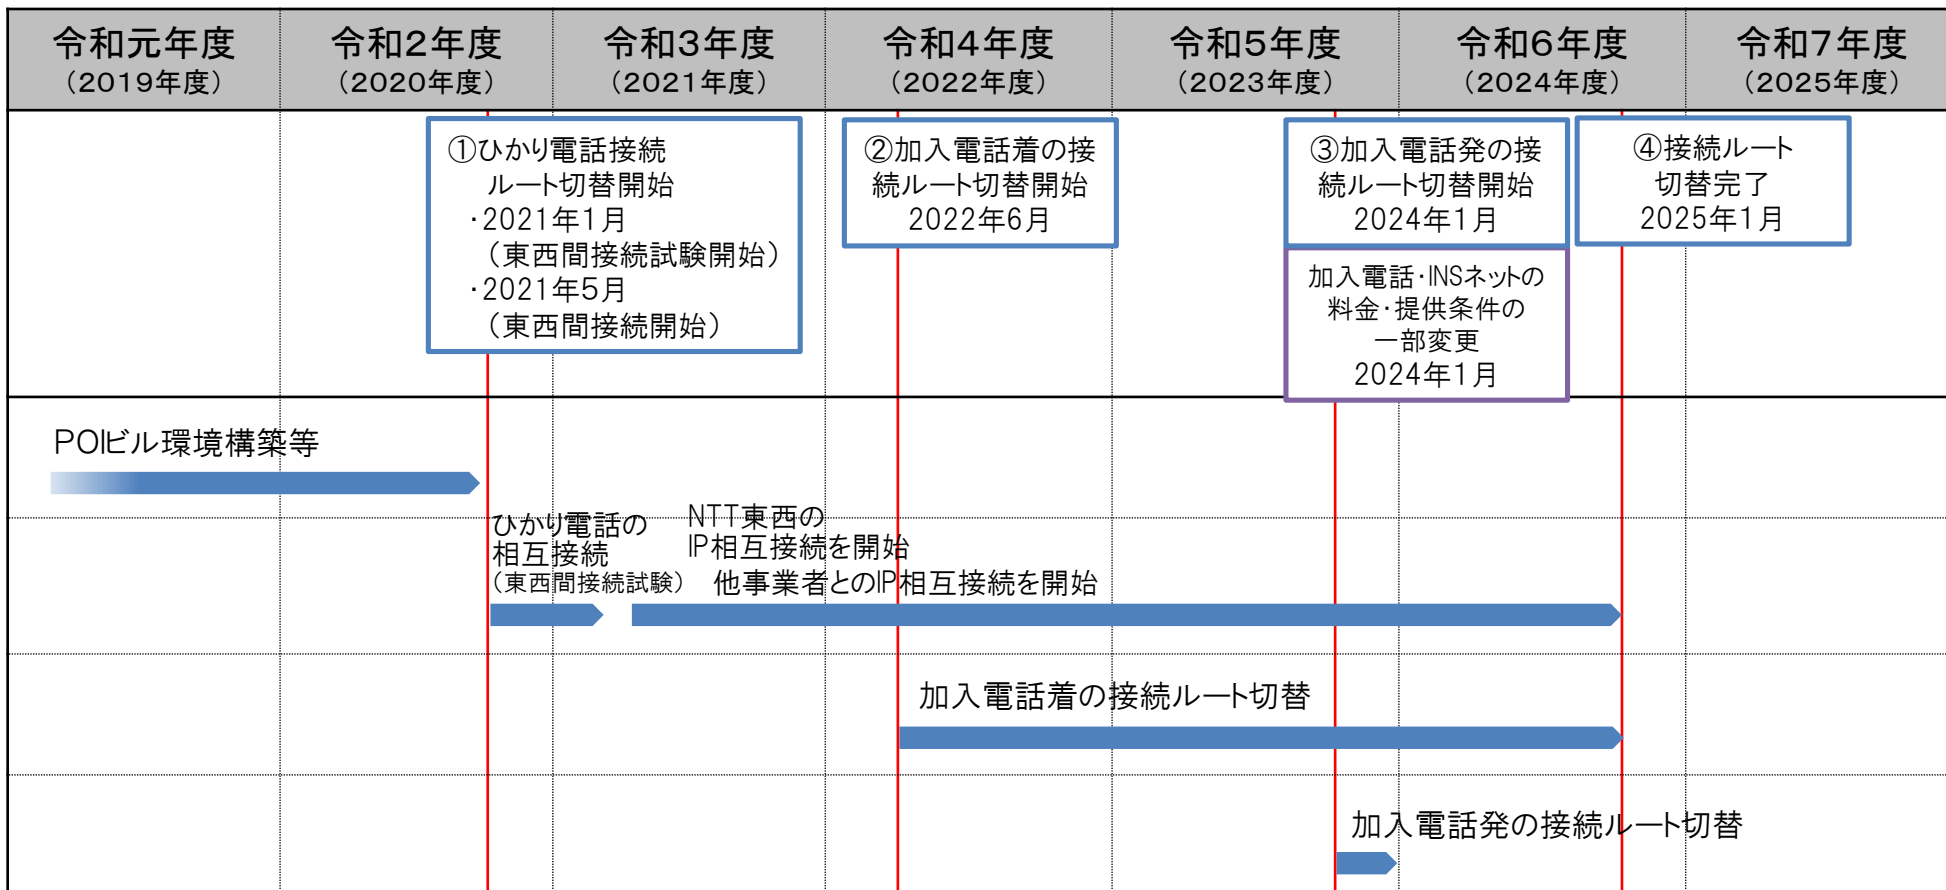 令和元年度
（2019年度）
令和2年度
（2020年度）
令和3年度
（2021年度）
令和4年度
（2022年度）
令和5年度
（2023年度）
令和6年度
（2024年度）
令和7年度
（2025年度）
①ひかり電話接続
ルート切替開始
・2021年1月
（東西間接続試験開始）
・2021年5月
（東西間接続開始）
②加入電話着の接
続ルート切替開始
2022年6月
③加入電話発の接
続ルート切替開始
2024年1月
加入電話・INSネットの
料金・提供条件の
一部変更
2024年1月
④接続ルート
切替完了
2025年1月
POIビル環境構築等
ひかり電話の
相互接続
（東西間接続試験）
NTT東西の
IP相互接続を開始
他事業者とのIP相互接続を開始
加入電話着の接続ルート切替
加入電話発の接続ルート切替